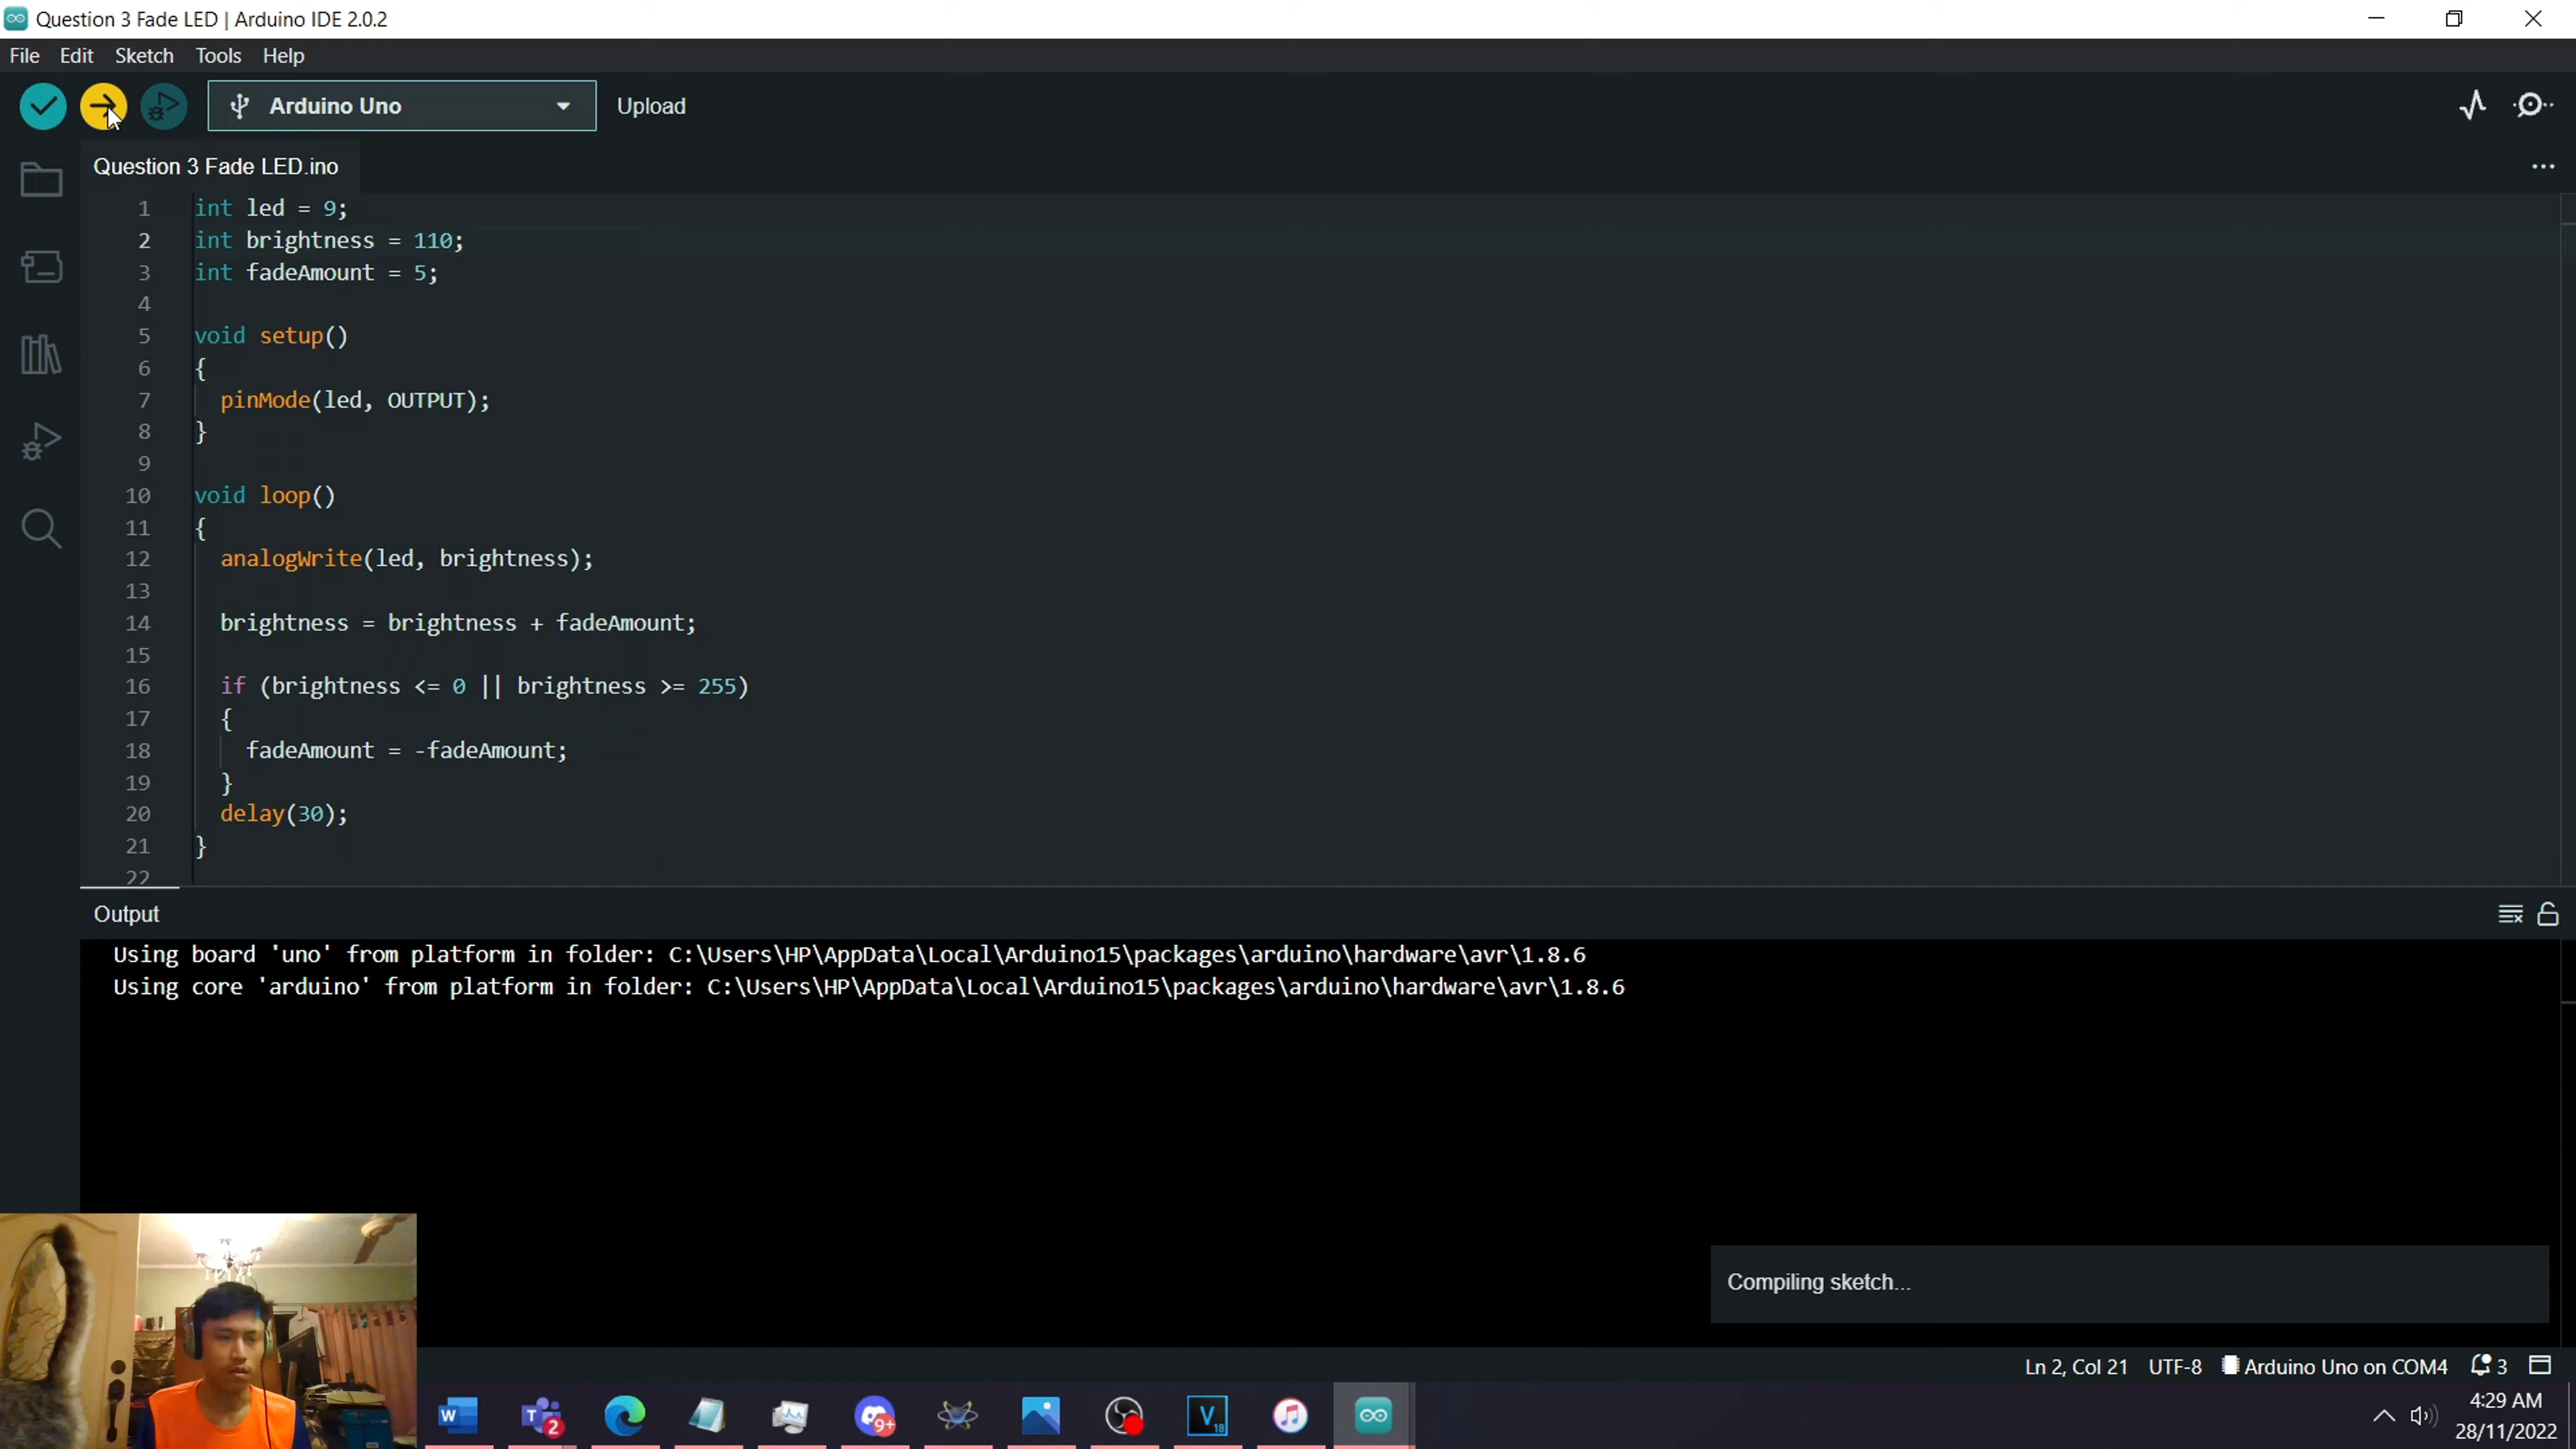 Question 3 Fade LED | Arduino IDE 2.0.2
File Edit Sketch Tools Help
Arduino Uno
Upload
Question 3 Fade LED.ino
1 int led = 9;
2 int brightness = 110;
3 int fadeAmount = 5;
4
5 void setup()
6 {
7 pinMode(led, OUTPUT);
8 }
9
10 void loop()
11 {
12 analogWrite(led, brightness);
13
14 brightness = brightness + fadeAmount;
15
16 if (brightness <= 0 || brightness >= 255)
17 {
18 fadeAmount = -fadeAmount;
19 }
20 delay(30);
21 }
22
Output
Using board 'uno' from platform in folder: C:\Users\HP\AppData\Local\Arduino15\packages\arduino\hardware\avr\1.8.6
Using core 'arduino' from platform in folder: C:\Users\HP\AppData\Local\Arduino15\packages\arduino\hardware\avr\1.8.6
Compiling sketch...
Ln 2, Col 21 UTF-8 Arduino Uno on COM4 3
W T 2 9+ V 18
4:29 AM
28/11/2022